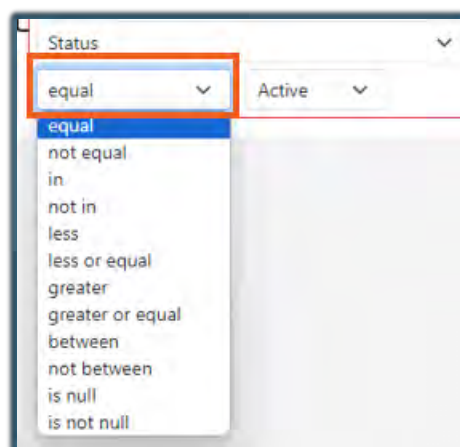 Status
equal Active
equal
not equal
in
not in
less
less or equal
greater
greater or equal
between
not between
is null
is not null